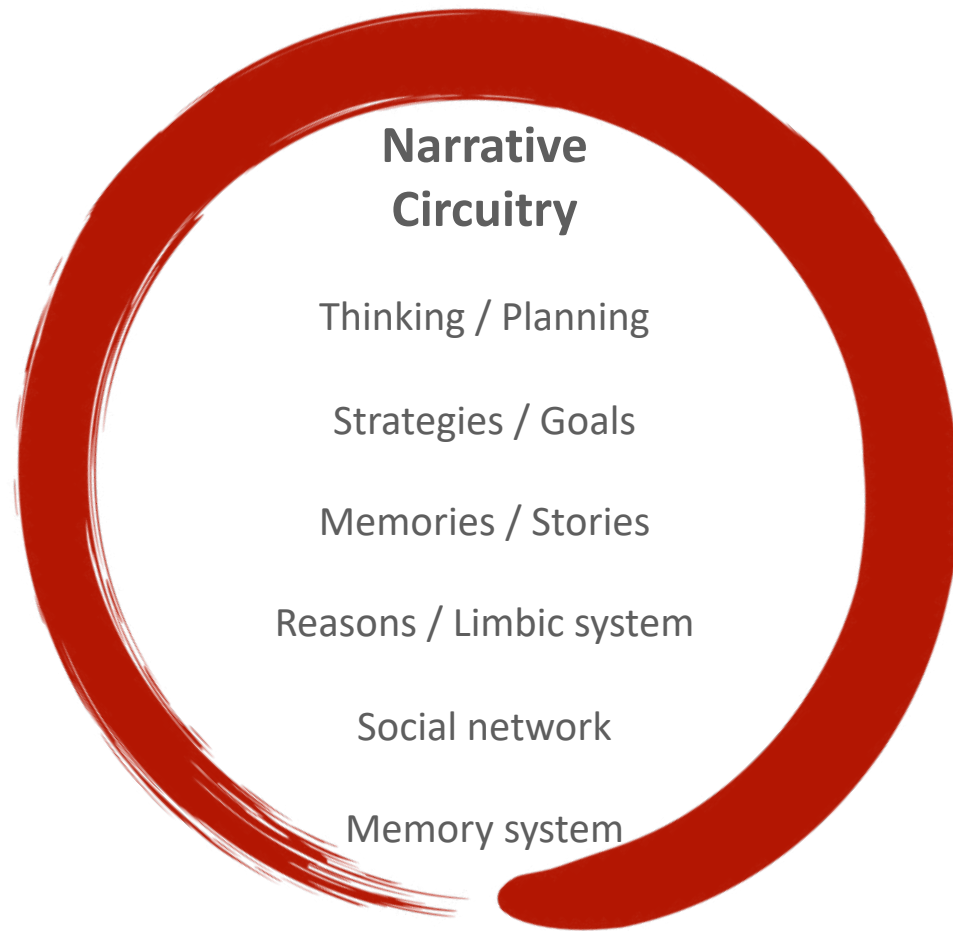 Narrative
Circuitry
Thinking / Planning
Strategies / Goals
Memories / Stories
Reasons / Limbic system
Social network
Memory system